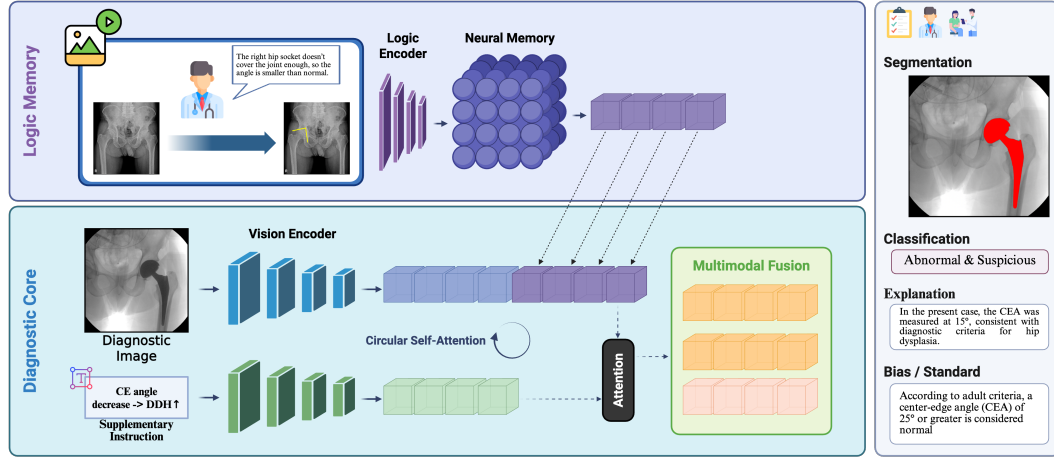 Logic Memory
The right hip socket doesn't
cover the joint enough, so the
angle is smaller than normal.
Logic
Encoder
Neural Memory
Diagnostic Core
Diagnostic
Image
T
CE angle
decrease -> DDH↑
Supplementary
Instruction
Vision Encoder
Circular Self-Attention
Attention
Multimodal Fusion
Segmentation
Classification
Abnormal & Suspicious
Explanation
In the present case, the CEA was
measured at 15°, consistent with
diagnostic criteria for hip
dysplasia.
Bias / Standard
According to adult criteria, a
center-edge angle (CEA) of
25° or greater is considered
normal